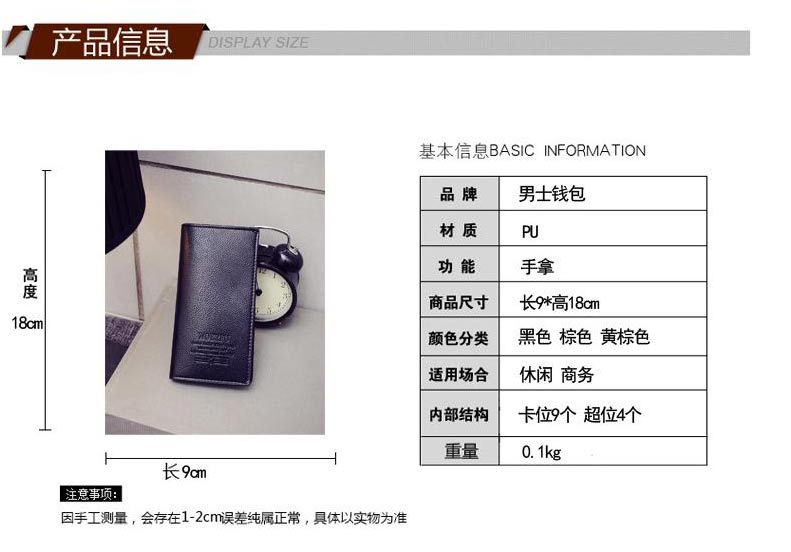 产品信息
DISPLAY SIZE
基本信息BASIC INFORMATION
品 牌 男士钱包
材 质 PU
功 能 手拿
商品尺寸 长9*高18cm
颜色分类 黑色 棕色 黄棕色
适用场合 休闲 商务
内部结构 卡位9个 超位4个
重量 0.1kg
高度
18cm
长9cm
注意事项:
因手工测量，会存在1-2cm误差纯属正常，具体以实物为准